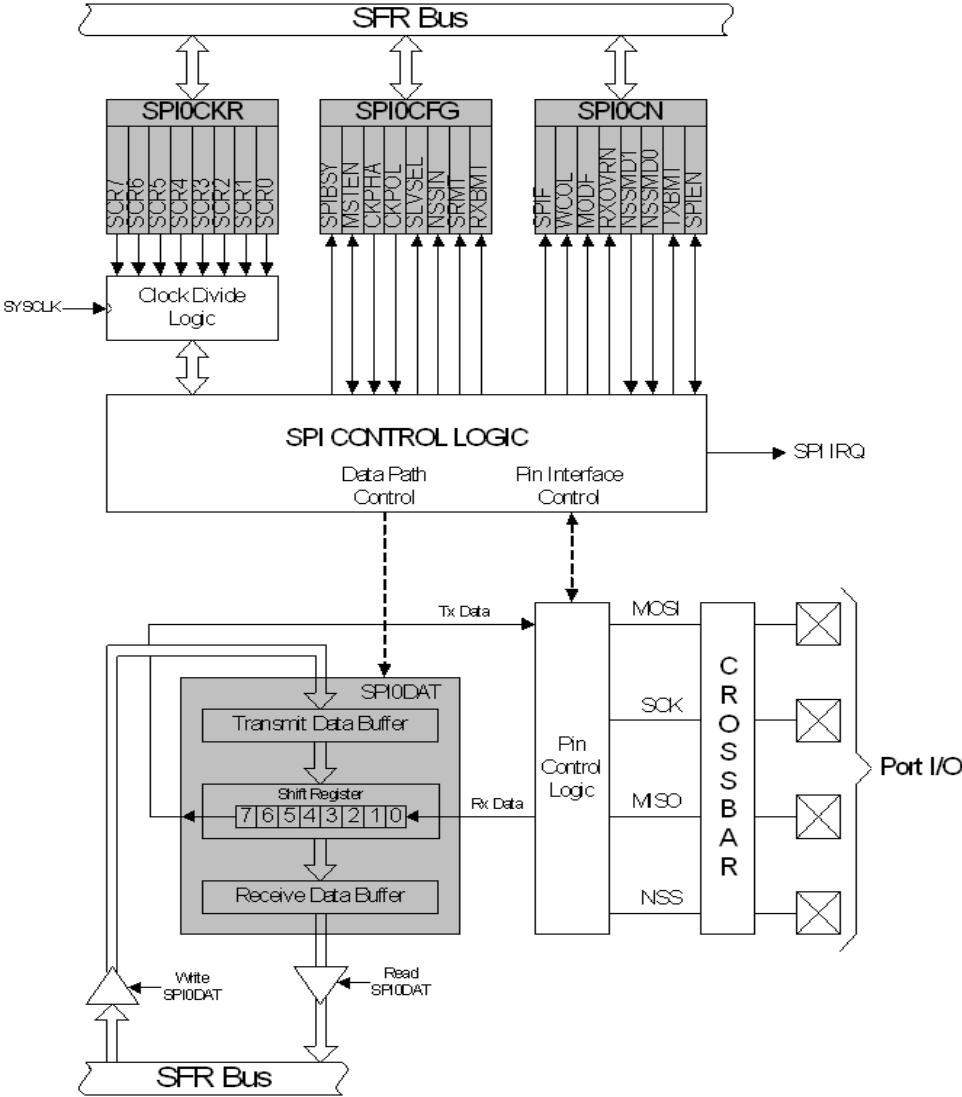 SFR Bus
SPI0CKR
SPI0CFG
SPI0CN
SCR7
SCR6
SCR5
SCR4
SCR3
SCR2
SCR1
SCR0
SPIBSY
MSTEN
CKPHA
CKPOL
SLVSEL
NSSIN
SRMT
RXBMT
SPIF
WCOL
MODF
RXOVRN
NSSMD1
NSSMD0
TXBMT
SPIEN
SYSCLK
Clock Divide
Logic
SPI CONTROL LOGIC
SPI IRQ
Data Path
Control
Pin Interface
Control
Tx Data
MOSI
SPI0DAT
Transmit Data Buffer
SCK
Shift Register
7 6 5 4 3 2 1 0
Rx Data
Pin
Control
Logic
MISO
Receive Data Buffer
NSS
CROSSBAR
Port I/O
Write
SPI0DAT
Read
SPI0DAT
SFR Bus